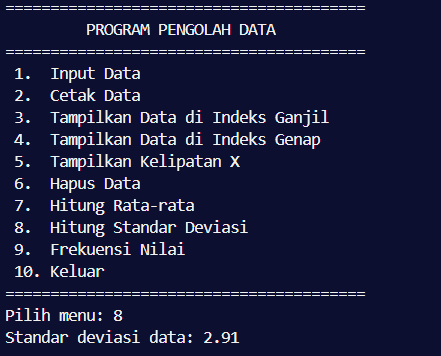 ========================================
PROGRAM PENGOLAH DATA
========================================
1. Input Data
2. Cetak Data
3. Tampilkan Data di Indeks Ganjil
4. Tampilkan Data di Indeks Genap
5. Tampilkan Kelipatan X
6. Hapus Data
7. Hitung Rata-rata
8. Hitung Standar Deviasi
9. Frekuensi Nilai
10. Keluar
========================================
Pilih menu: 8
Standar deviasi data: 2.91